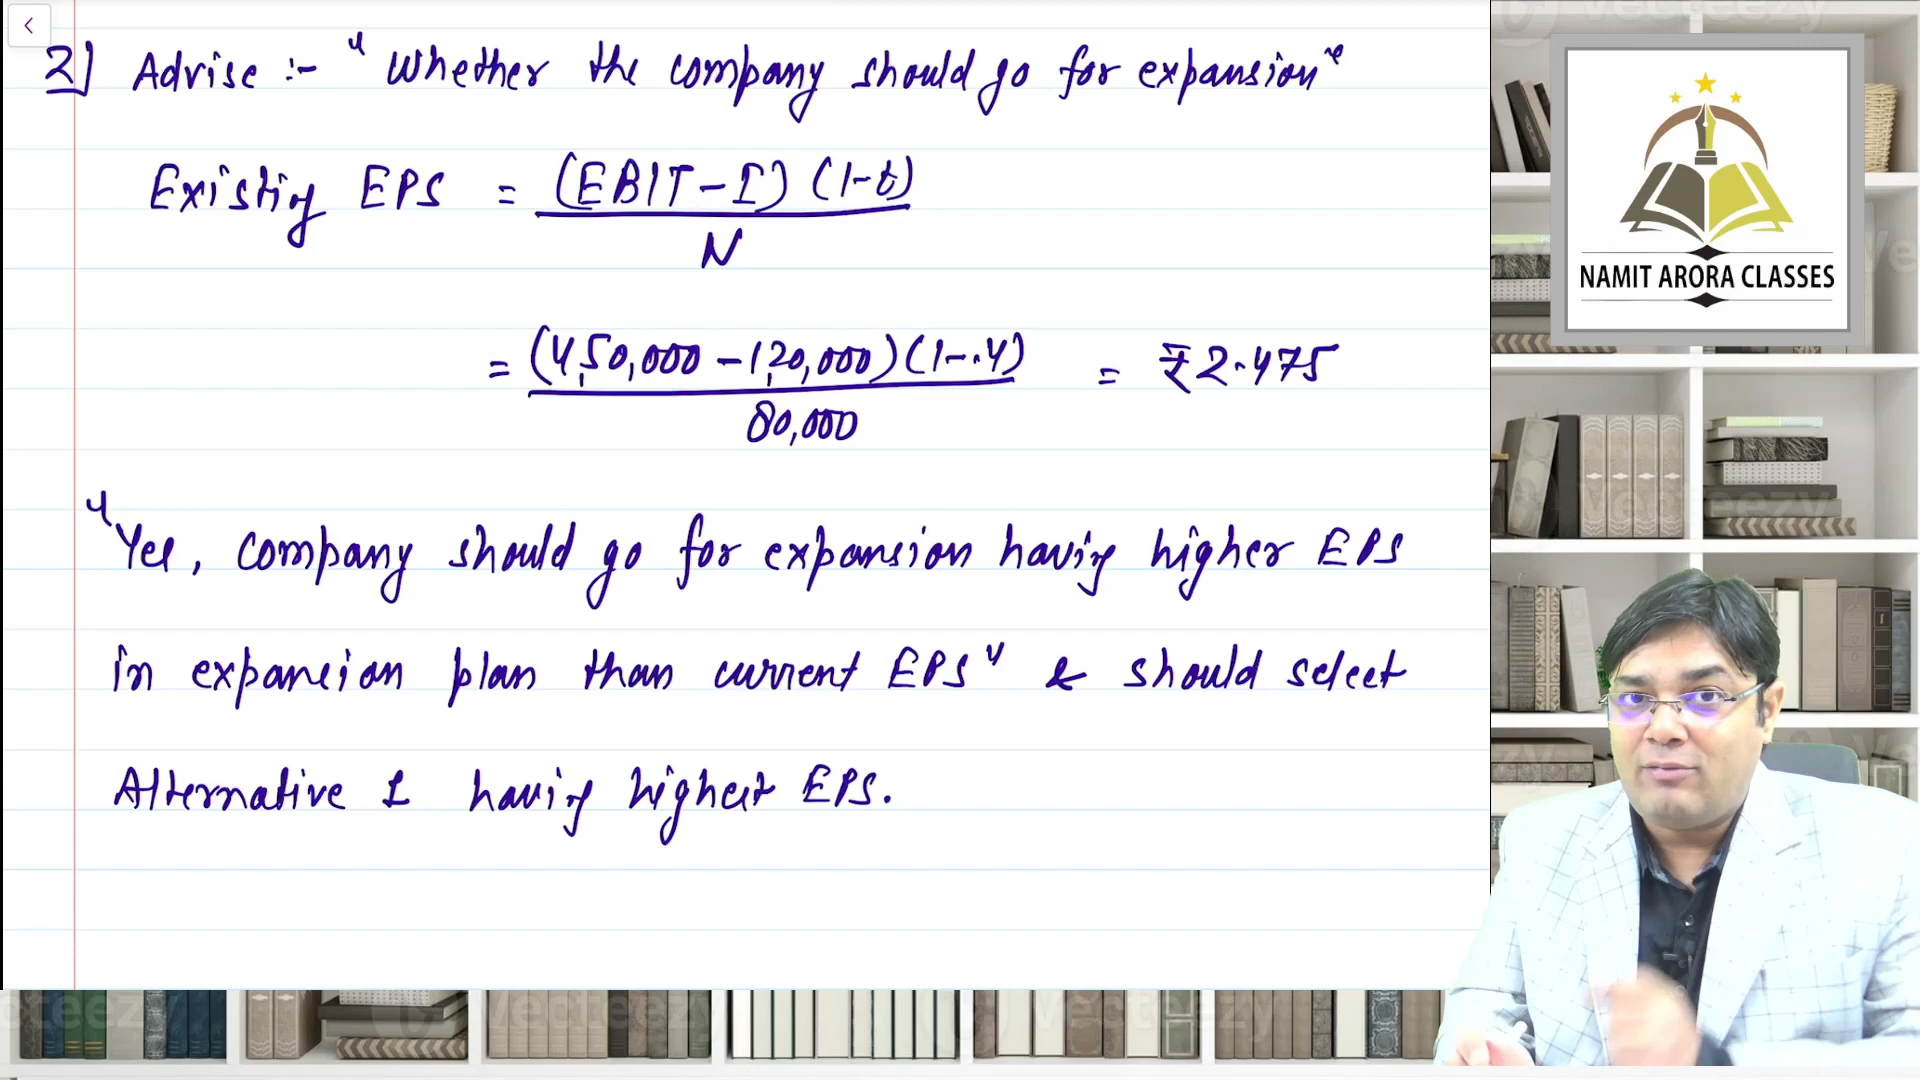 2] Advise :- "Whether the company should go for expansion"
Existing EPS = (EBIT-I) (1-t)
N
= (4,50,000 - 1,20,000) (1-.4) = ₹2.475
80,000
"Yes, company should go for expansion having higher EPS
in expansion plan than current EPS" & should select
Alternative 1 having highest EPS.
NAMIT ARORA CLASSES